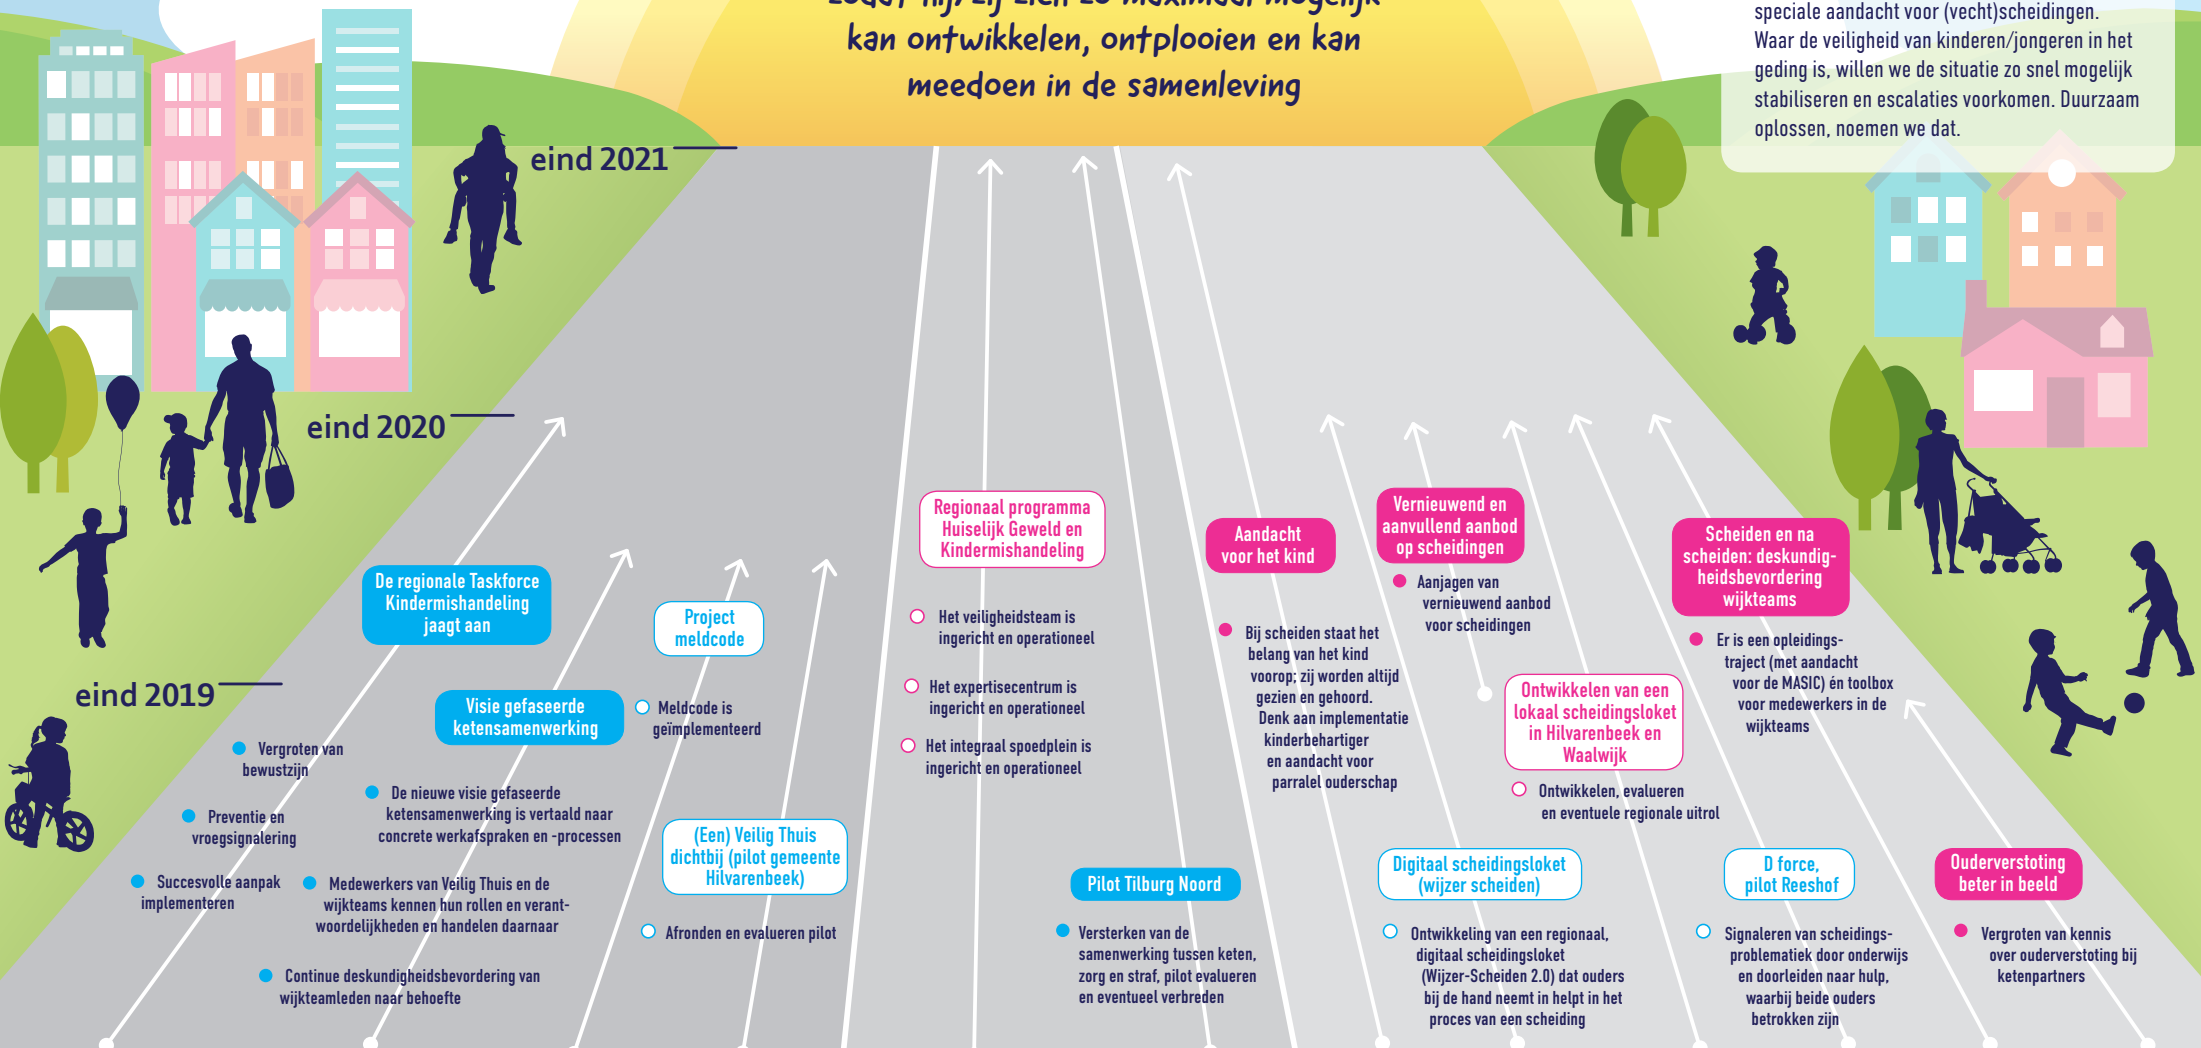 zodat hij/zij zich zo maximaal mogelijk
kan ontwikkelen, ontplooien en kan
meedoen in de samenleving
speciale aandacht voor (vecht)scheidingen.
Waar de veiligheid van kinderen/jongeren in het
geding is, willen we de situatie zo snel mogelijk
stabiliseren en escalaties voorkomen. Duurzaam
oplossen, noemen we dat.
eind 2021
eind 2020
eind 2019
De regionale Taskforce
Kindermishandeling
jaagt aan
Vergroten van
bewustzijn
Preventie en
vroegsignalering
Succesvolle aanpak
implementeren
Visie gefaseerde
ketensamenwerking
De nieuwe visie gefaseerde
ketensamenwerking is vertaald naar
concrete werkafspraken en -processen
Medewerkers van Veilig Thuis en de
wijkteams kennen hun rollen en verant-
woordelijkheden en handelen daarnaar
Continue deskundigheidsbevordering van
wijkteamleden naar behoefte
Project
meldcode
Meldcode is
geïmplementeerd
(Een) Veilig Thuis
dichtbij (pilot gemeente
Hilvarenbeek)
Afronden en evalueren pilot
Regionaal programma
Huiselijk Geweld en
Kindermishandeling
Het veiligheidsteam is
ingericht en operationeel
Het expertisecentrum is
ingericht en operationeel
Het integraal spoedplein is
ingericht en operationeel
Pilot Tilburg Noord
Versterken van de
samenwerking tussen keten,
zorg en straf, pilot evalueren
en eventueel verbreden
Aandacht
voor het kind
Bij scheiden staat het
belang van het kind
voorop; zij worden altijd
gezien en gehoord.
Denk aan implementatie
kinderbehartiger
en aandacht voor
parralel ouderschap
Vernieuwend en
aanvullend aanbod
op scheidingen
Aanjagen van
vernieuwend aanbod
voor scheidingen
Ontwikkelen van een
lokaal scheidingsloket
in Hilvarenbeek en
Waalwijk
Ontwikkelen, evalueren
en eventuele regionale uitrol
Digitaal scheidingsloket
(wijzer scheiden)
Ontwikkeling van een regionaal,
digitaal scheidingsloket
(Wijzer-Scheiden 2.0) dat ouders
bij de hand neemt in helpt in het
proces van een scheiding
Scheiden en na
scheiden: deskundig-
heidsbevordering
wijkteams
Er is een opleidings-
traject (met aandacht
voor de MASIC) én toolbox
voor medewerkers in de
wijkteams
D force,
pilot Reeshof
Signaleren van scheidings-
problematiek door onderwijs
en doorleiden naar hulp,
waarbij beide ouders
betrokken zijn
Ouderverstoting
beter in beeld
Vergroten van kennis
over ouderverstoting bij
ketenpartners